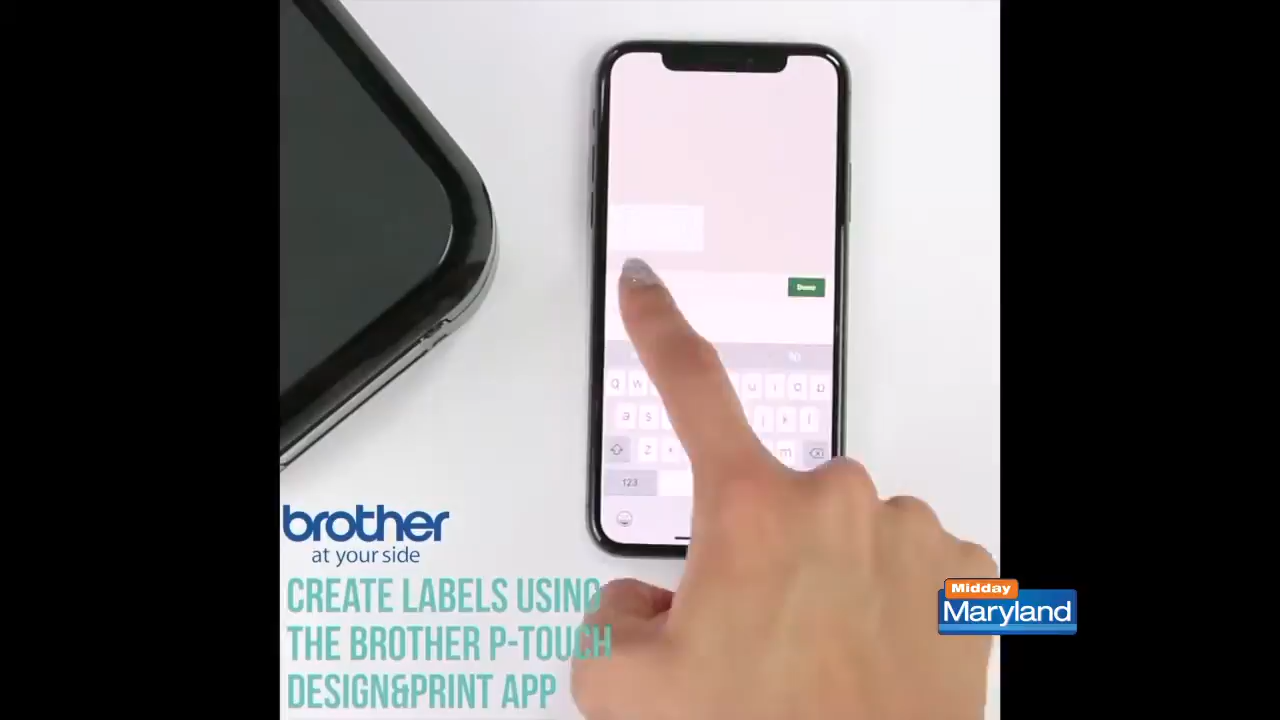 Done
Q W U I O P
A S J K L
Z M
123
brother
at your side
CREATE LABELS USING
THE BROTHER P-TOUCH
DESIGN&PRINT APP
Midday
Maryland